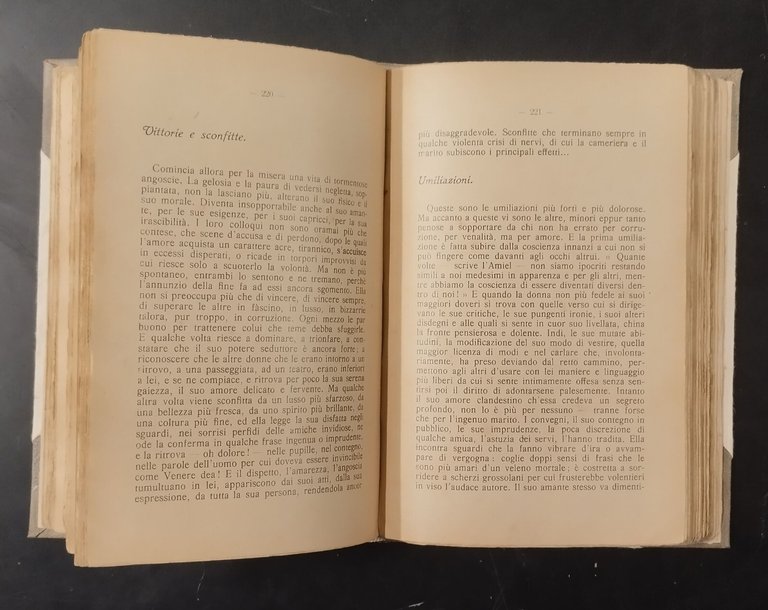 — 220 —
Vittorie e sconfitte.
Comincia allora per la misera una vita di tormentose
angoscie. La gelosia e la paura di vedersi negletta, sop-
piantata, non la lasciano più, alterano il suo fisico e il
suo morale. Diventa insopportabile anche al suo aman-
te, per le sue esigenze, per i suoi capricci, per la sua
irascibilità. I loro colloqui non sono oramai più che
contese, che scene d'accusa e di perdono, dopo le quali
l'amore acquista un carattere acre, tirannico, s'acuisce
in eccessi disperati, o ricade in torpori improvvisi da
cui riesce solo a scuoterlo la volontà. Ma non è più
spontaneo, entrambi lo sentono e ne tremano, perchè
l'annunzio della fine fa ad essi ancora sgomento. Ella
non si preoccupa più che di vincere, di vincere sempre,
di superare le altre in fascino, in lusso, in bizzarrie
talora, pur troppo, in corruzione. Ogni mezzo le par
buono per trattenere colui che teme debba sfuggirle.
E qualche volta riesce a dominare, a trionfare, a con-
statare che il suo potere seduttore è ancora forte; a
riconoscere che le altre donne che le erano intorno a un
ritrovo, a una passeggiata, ad un teatro, erano inferiori
a lei, e se ne compiace, e ritrova per poco la sua serena
gaiezza, il suo amore delicato e fervente. Ma qualche
altra volta viene sconfitta da un lusso più sfarzoso, da
una bellezza più fresca, da uno spirito più brillante, da
una coltura più fine, ed ella legge la sua disfatta negli
sguardi, nei sorrisi perfidi delle amiche invidiose, ne
ode la conferma in qualche frase ingenua o imprudente,
e la ritrova — oh dolore! — nelle pupille, nel contegno,
nelle parole dell'uomo per cui doveva essere invincibile
come Venere dea! E il dispetto, l'amarezza, l'angoscia
tumultuano in lei, appariscono dai suoi atti, dalla sua
espressione, da tutta la sua persona, rendendola ancor
— 221 —
più disaggradevole. Sconfitte che terminano sempre in
qualche violenta crisi di nervi, di cui la cameriera e il
marito subiscono i principali effetti...
Umiliazioni.
Queste sono le umiliazioni più forti e più dolorose.
Ma accanto a queste vi sono le altre, minori eppur tanto
penose a sopportare da chi non ha errato per corru-
zione, per venalità, ma per amore. E la prima umilia-
zione è fatta subire dalla coscienza innanzi a cui non si
può fingere come davanti agli occhi altrui. « Quante
volte — scrive l'Amiel — non siamo ipocriti restando
simili a noi medesimi in apparenza e per gli altri, men-
tre abbiamo la coscienza di essere diventati diversi den-
tro di noi! » E quando la donna non più fedele ai suoi
maggiori doveri si trova con quelle verso cui si dirige-
vano le sue critiche, le sue pungenti ironie, i suoi alteri
disdegni e alle quali si sente in cuor suo livellata, china
la fronte pensierosa e dolente. Indi, le sue mutate abi-
tudini, la modificazione del suo modo di vestire, quella
maggior licenza di modi e nel parlare che, involonta-
riamente, ha preso deviando dal retto cammino, per-
mettono agli altri d'usare con lei maniere e linguaggio
più liberi da cui si sente intimamente offesa senza sen-
tirsi poi il diritto di adontarsene palesemente. Intanto
il suo amore clandestino ch'essa credeva un segreto
profondo, non lo è più per nessuno — tranne forse
che per l'ingenuo marito. I convegni, il suo contegno in
pubblico, le sue imprudenze, la poca discrezione di
qualche amica, l'astuzia dei servi, l'hanno tradita. Ella
incontra sguardi che la fanno vibrare d'ira o avvam-
pare di vergogna: coglie doppi sensi di frasi che le
sono più amari d'un veleno mortale; è costretta a sor-
ridere a scherzi grossolani per cui frusterebbe volentieri
in viso l'audace autore. Il suo amante stesso va dimenti-